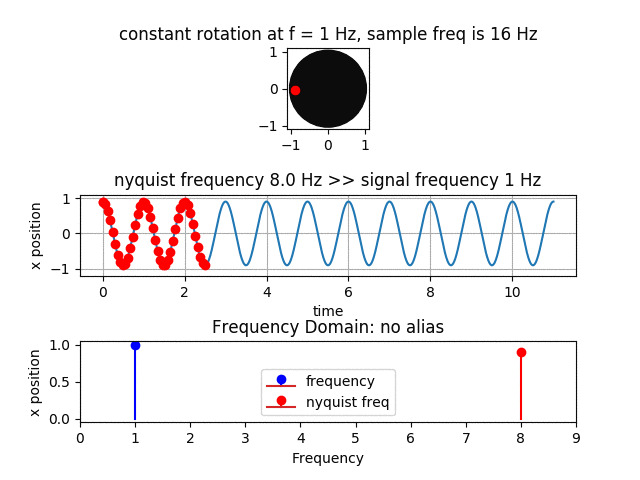 constant rotation at f = 1 Hz, sample freq is 16 Hz
1
0
−1
−1 0 1
nyquist frequency 8.0 Hz >> signal frequency 1 Hz
x position
1
0
−1
0 2 4 6 8 10
time
Frequency Domain: no alias
x position
1.0
0.5
0.0
frequency
nyquist freq
0 1 2 3 4 5 6 7 8 9
Frequency